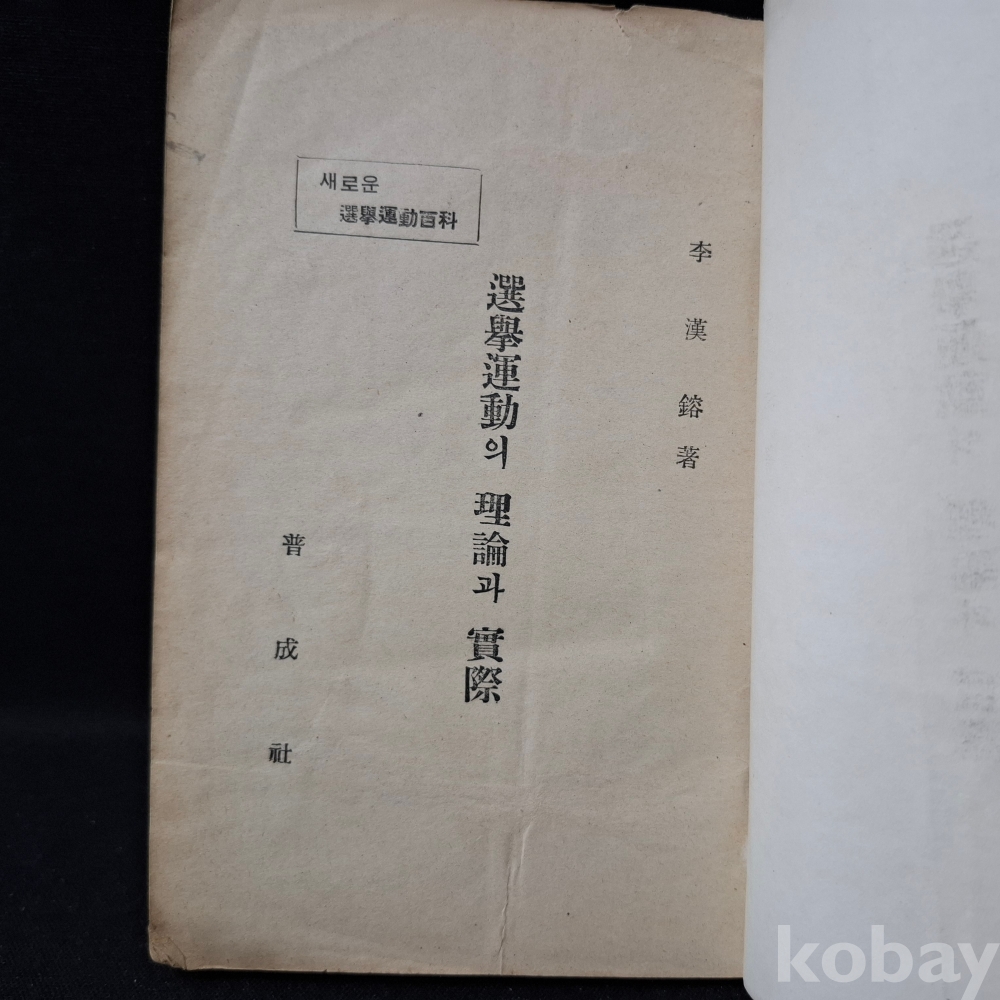 李漢鎔著
새로운
選擧運動百科
選擧運動의 理論과 實際
普成社
kobay